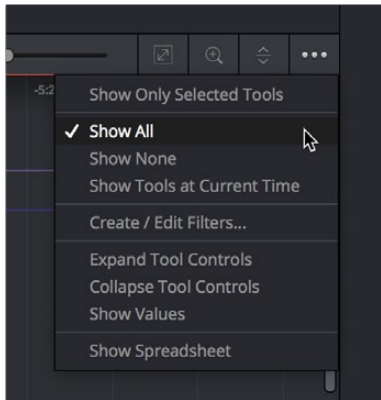 -5:2
Show Only Selected Tools
Show All
Show None
Show Tools at Current Time
Create / Edit Filters...
Expand Tool Controls
Collapse Tool Controls
Show Values
Show Spreadsheet